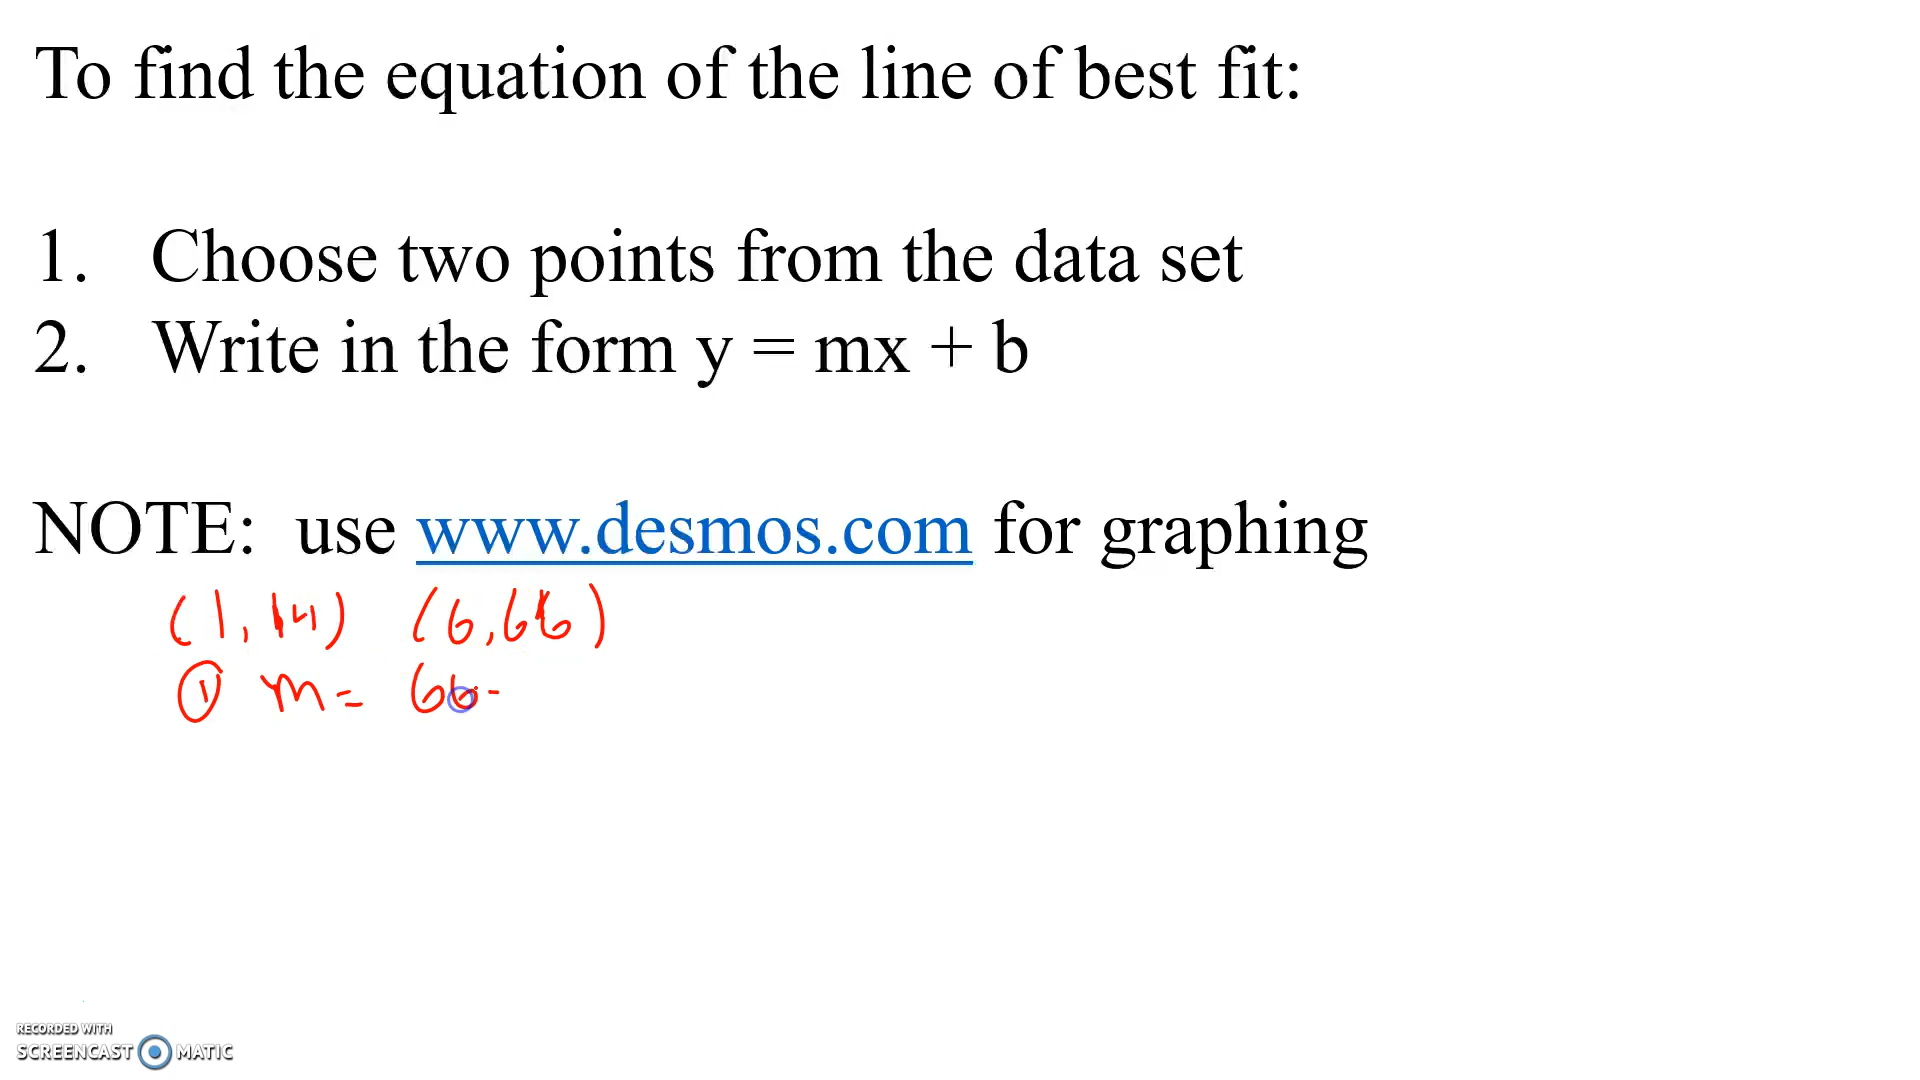 To find the equation of the line of best fit:
1. Choose two points from the data set
2. Write in the form y = mx + b
NOTE: use www.desmos.com for graphing
(1, 14) (6, 66)
① m = 66-
RECORDED WITH
SCREENCAST MATIC